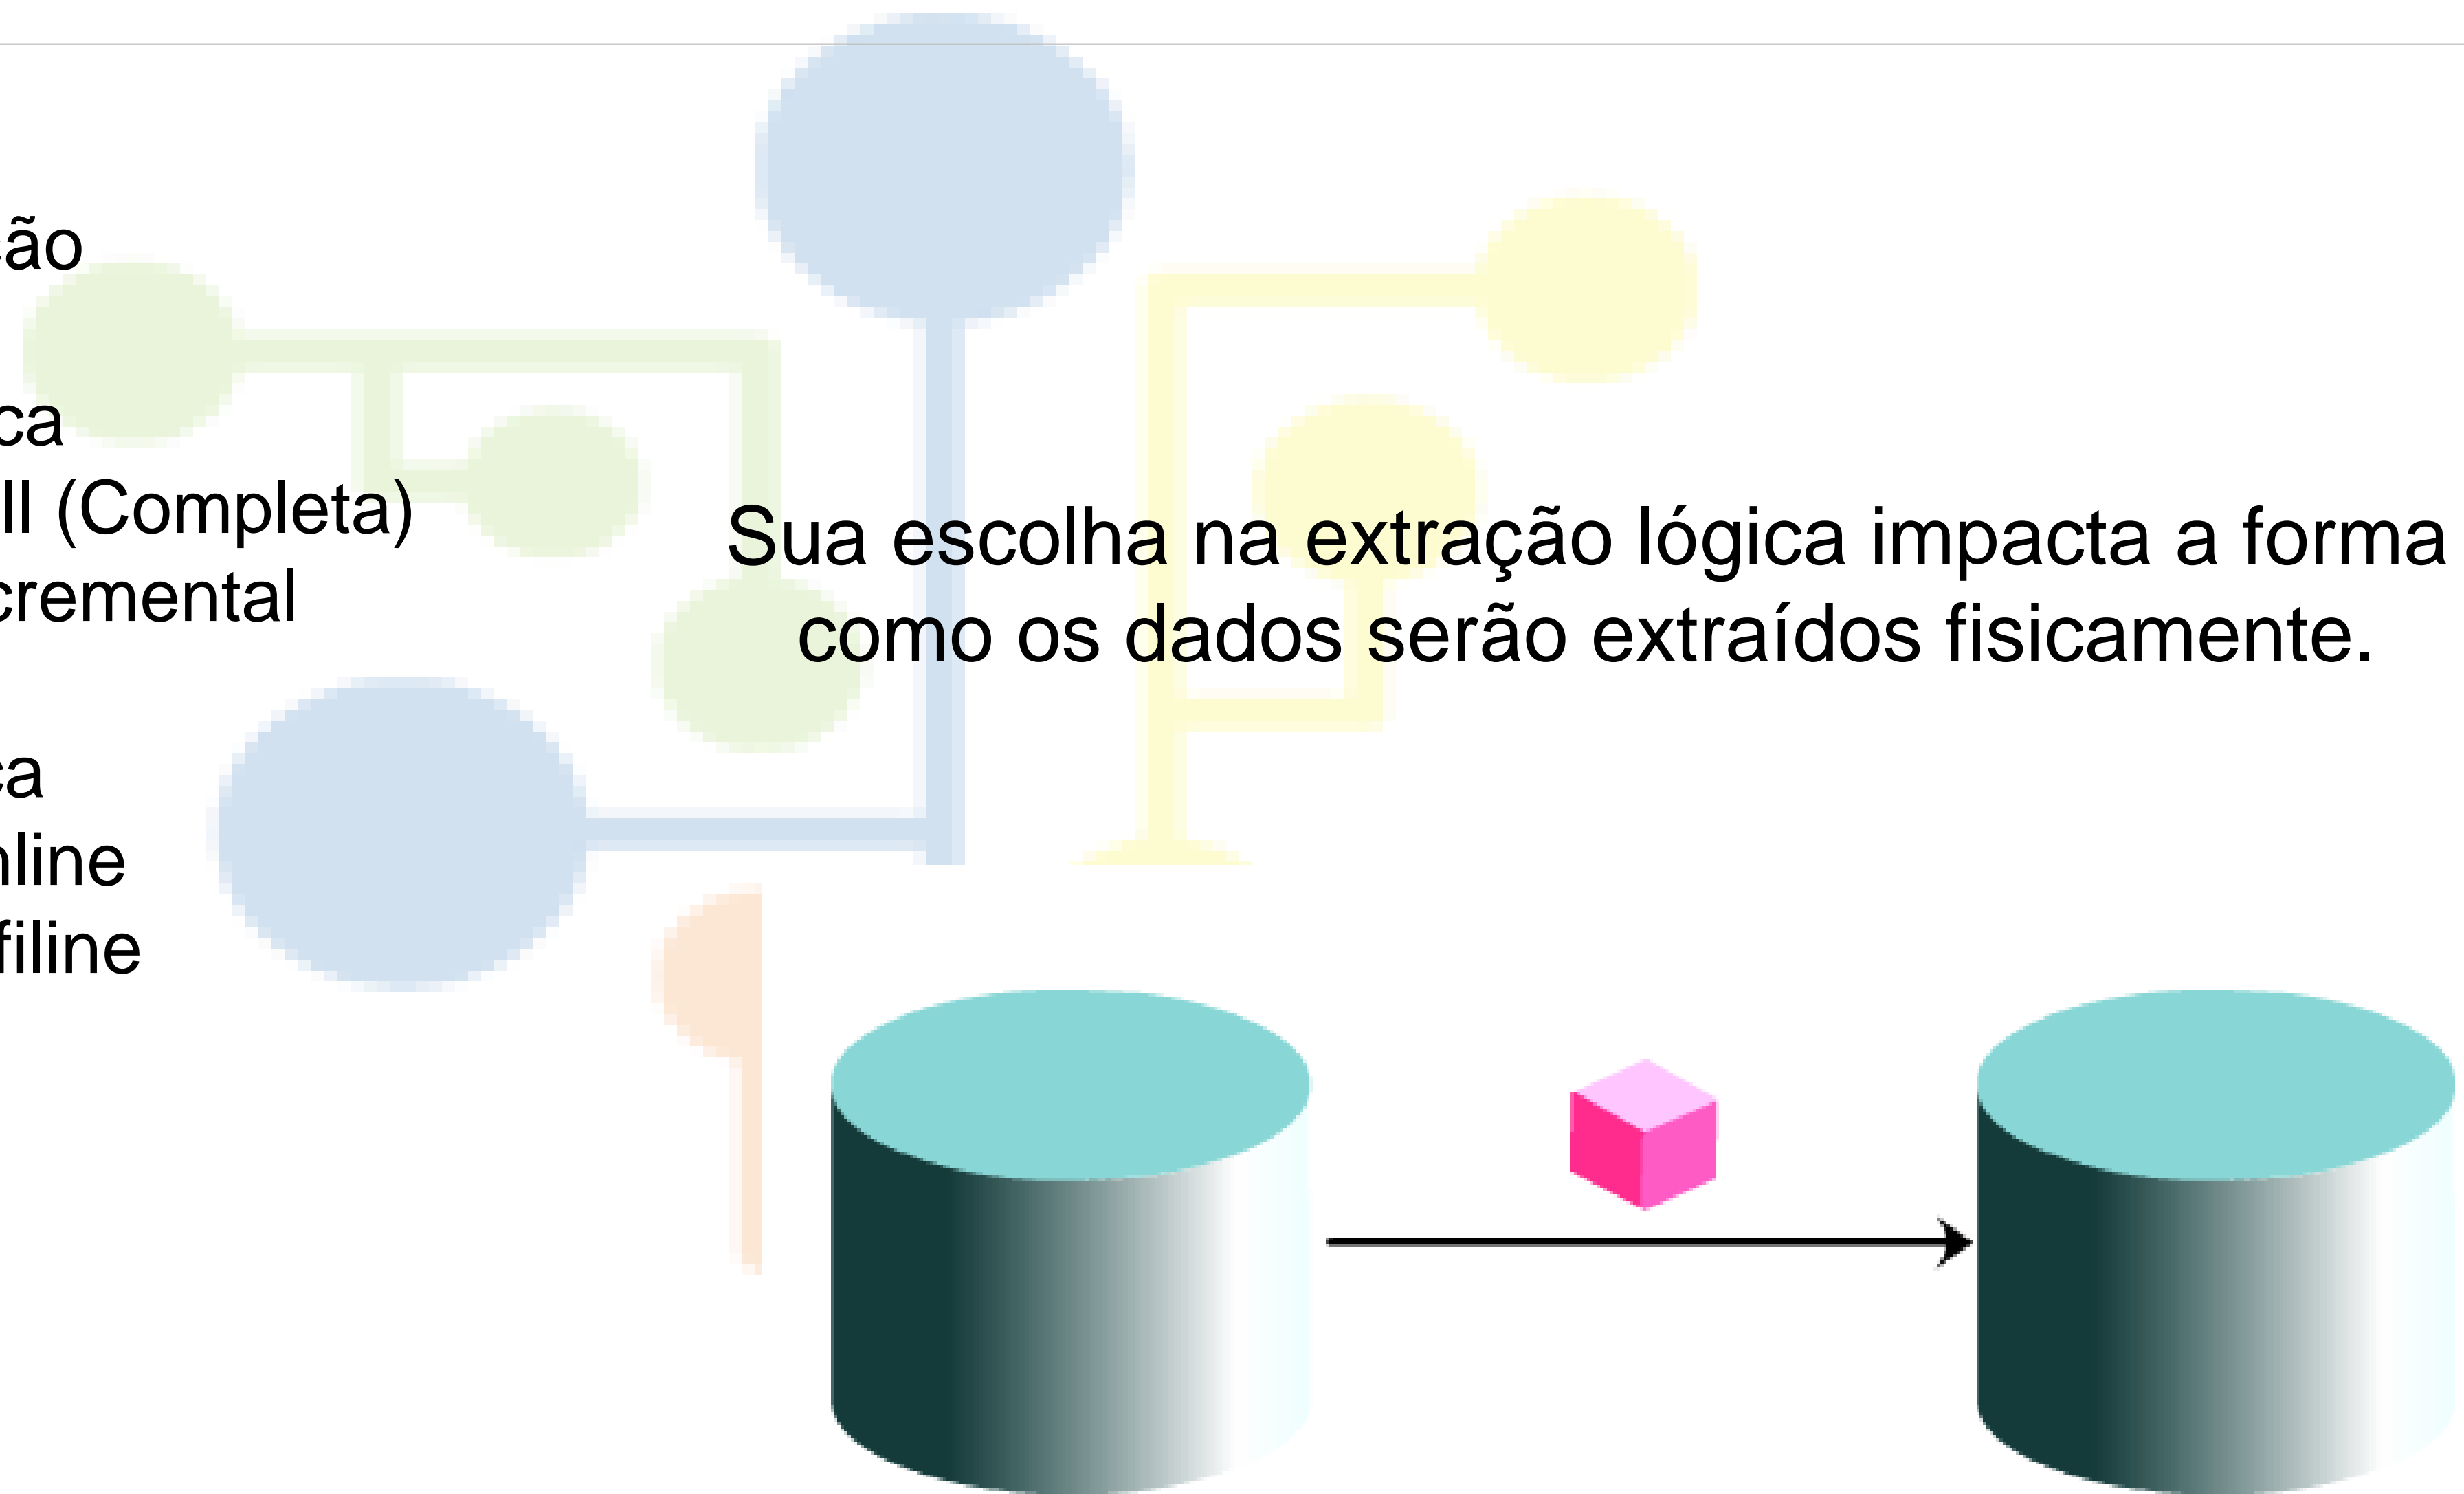 ão
ca
ll (Completa)
cremental
Sua escolha na extração lógica impacta a forma
como os dados serão extraídos fisicamente.
ca
nline
filine